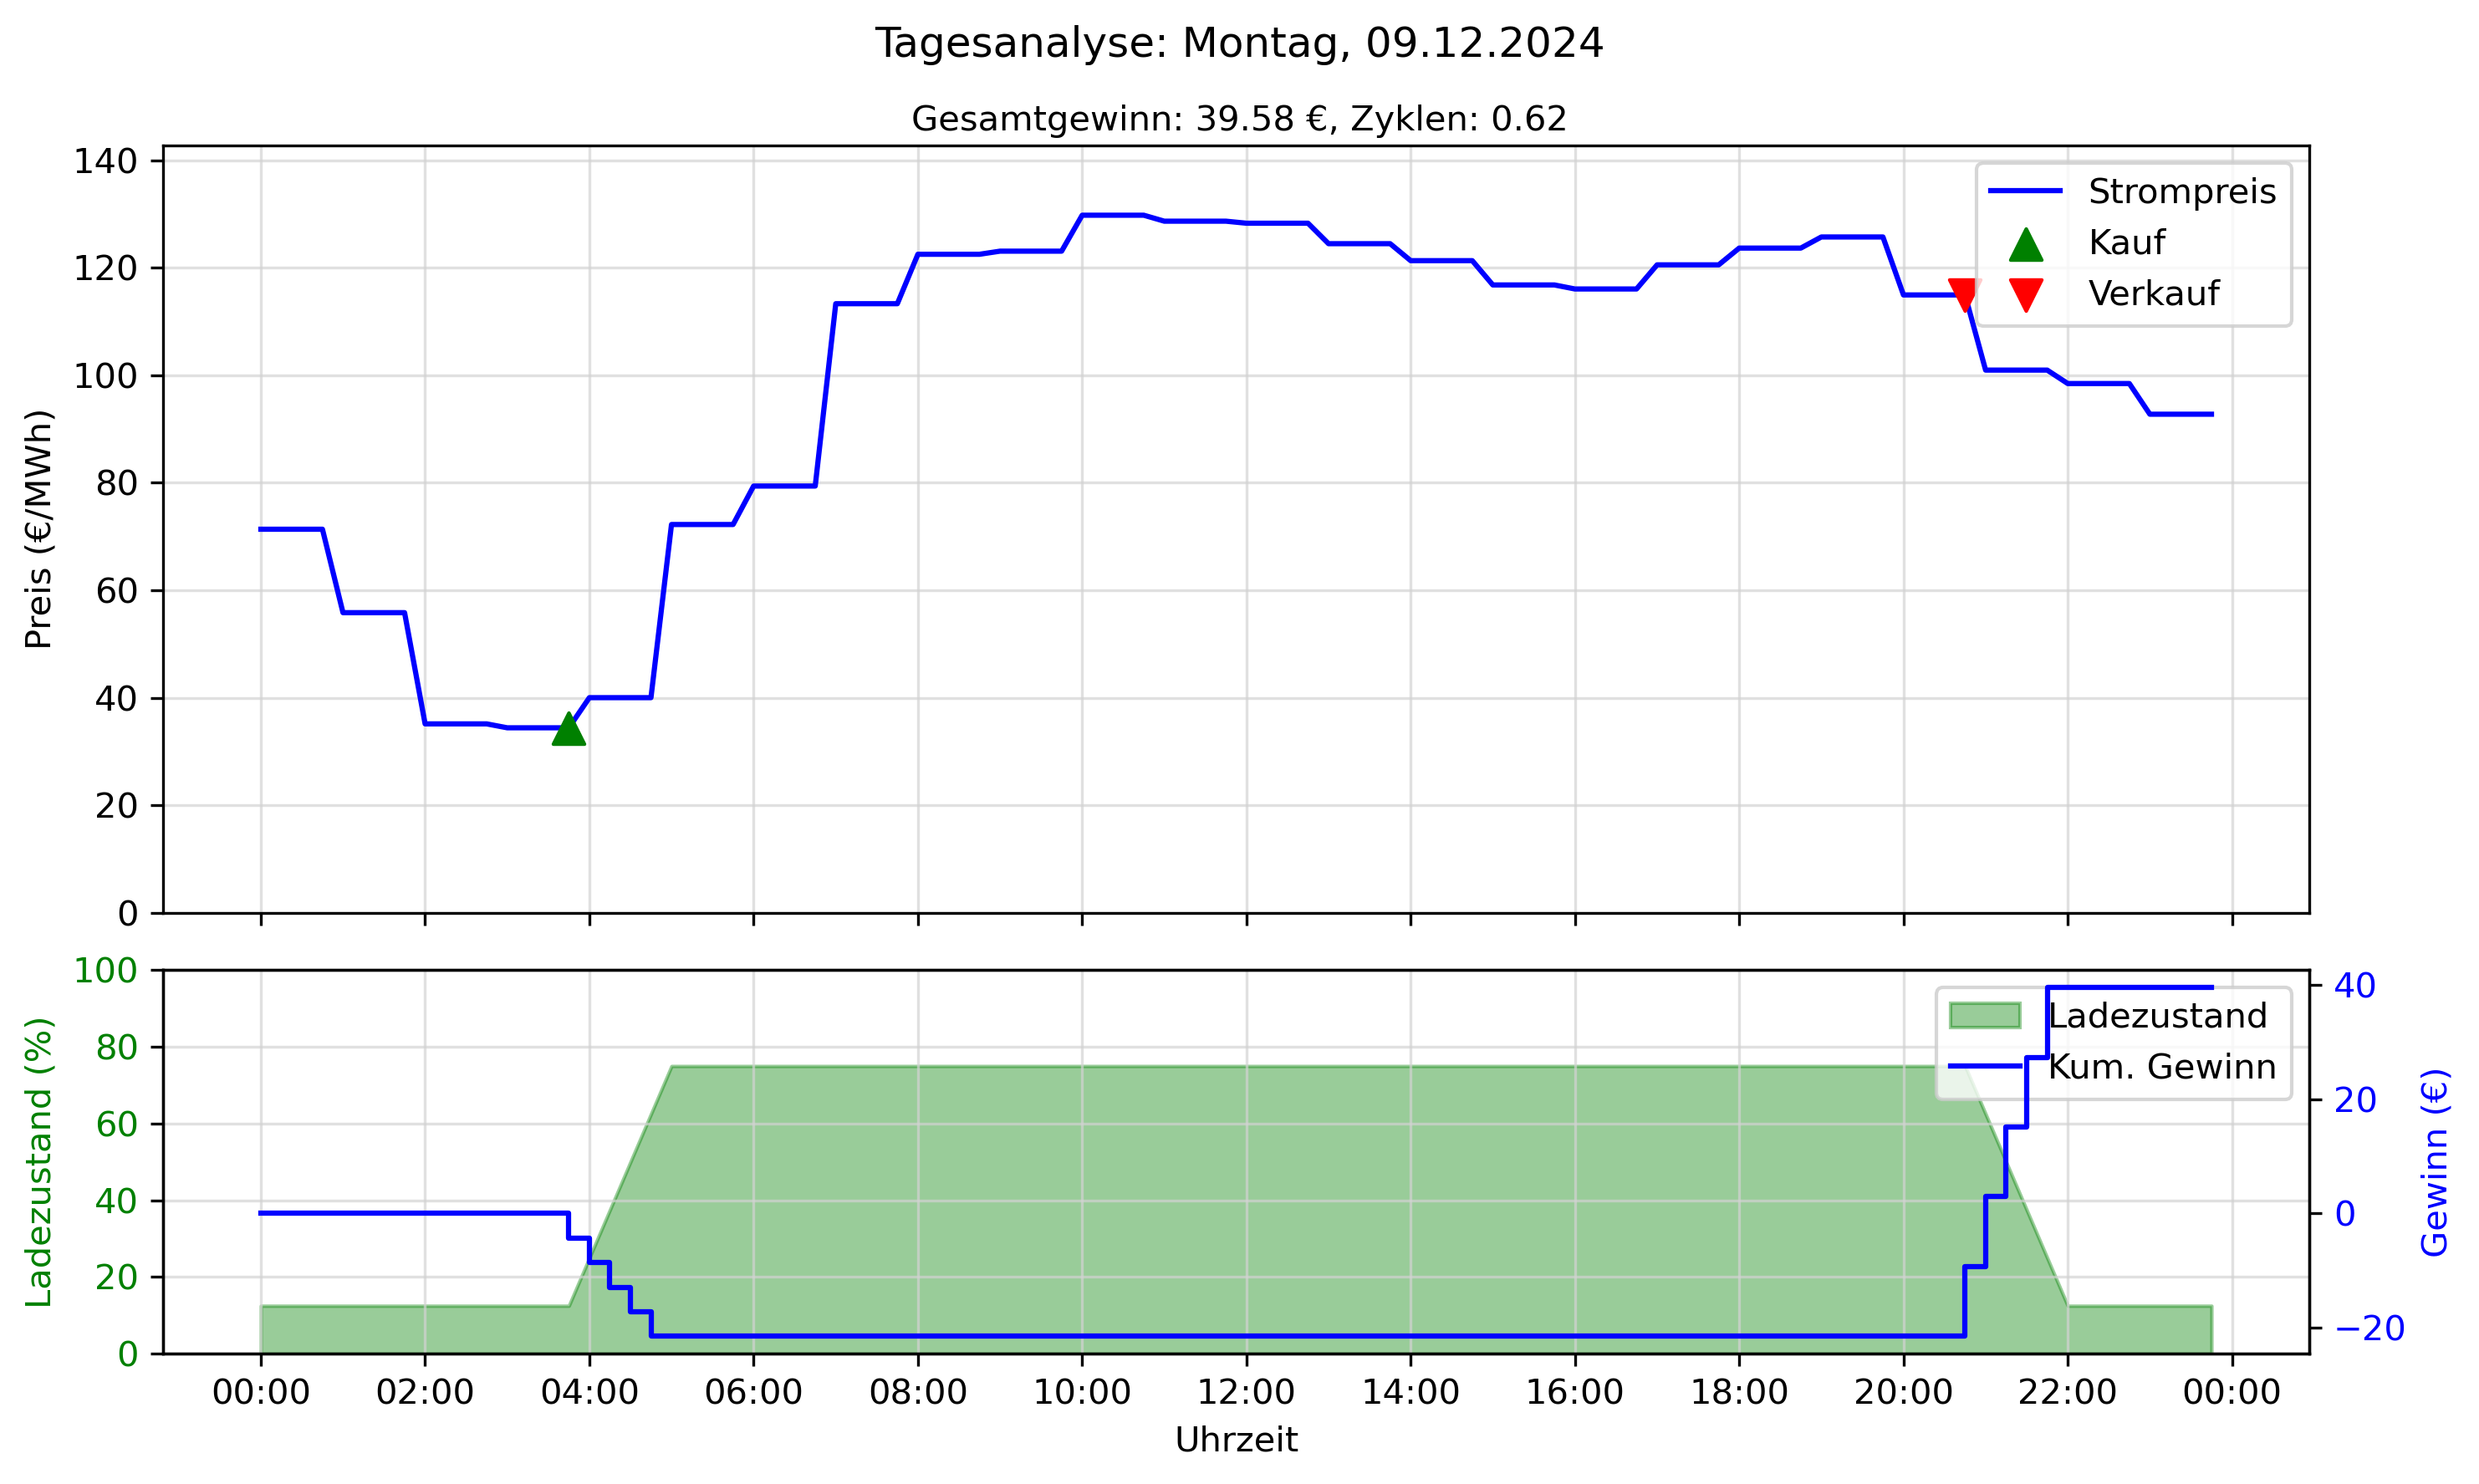 Tagesanalyse: Montag, 09.12.2024
Gesamtgewinn: 39.58 €, Zyklen: 0.62
Preis (€/MWh)
140
120
100
80
60
40
20
0
Strompreis
Kauf
Verkauf
Ladezustand (%)
100
80
60
40
20
0
Ladezustand
Kum. Gewinn
40
20
0
−20
Gewinn (€)
00:00 02:00 04:00 06:00 08:00 10:00 12:00 14:00 16:00 18:00 20:00 22:00 00:00
Uhrzeit